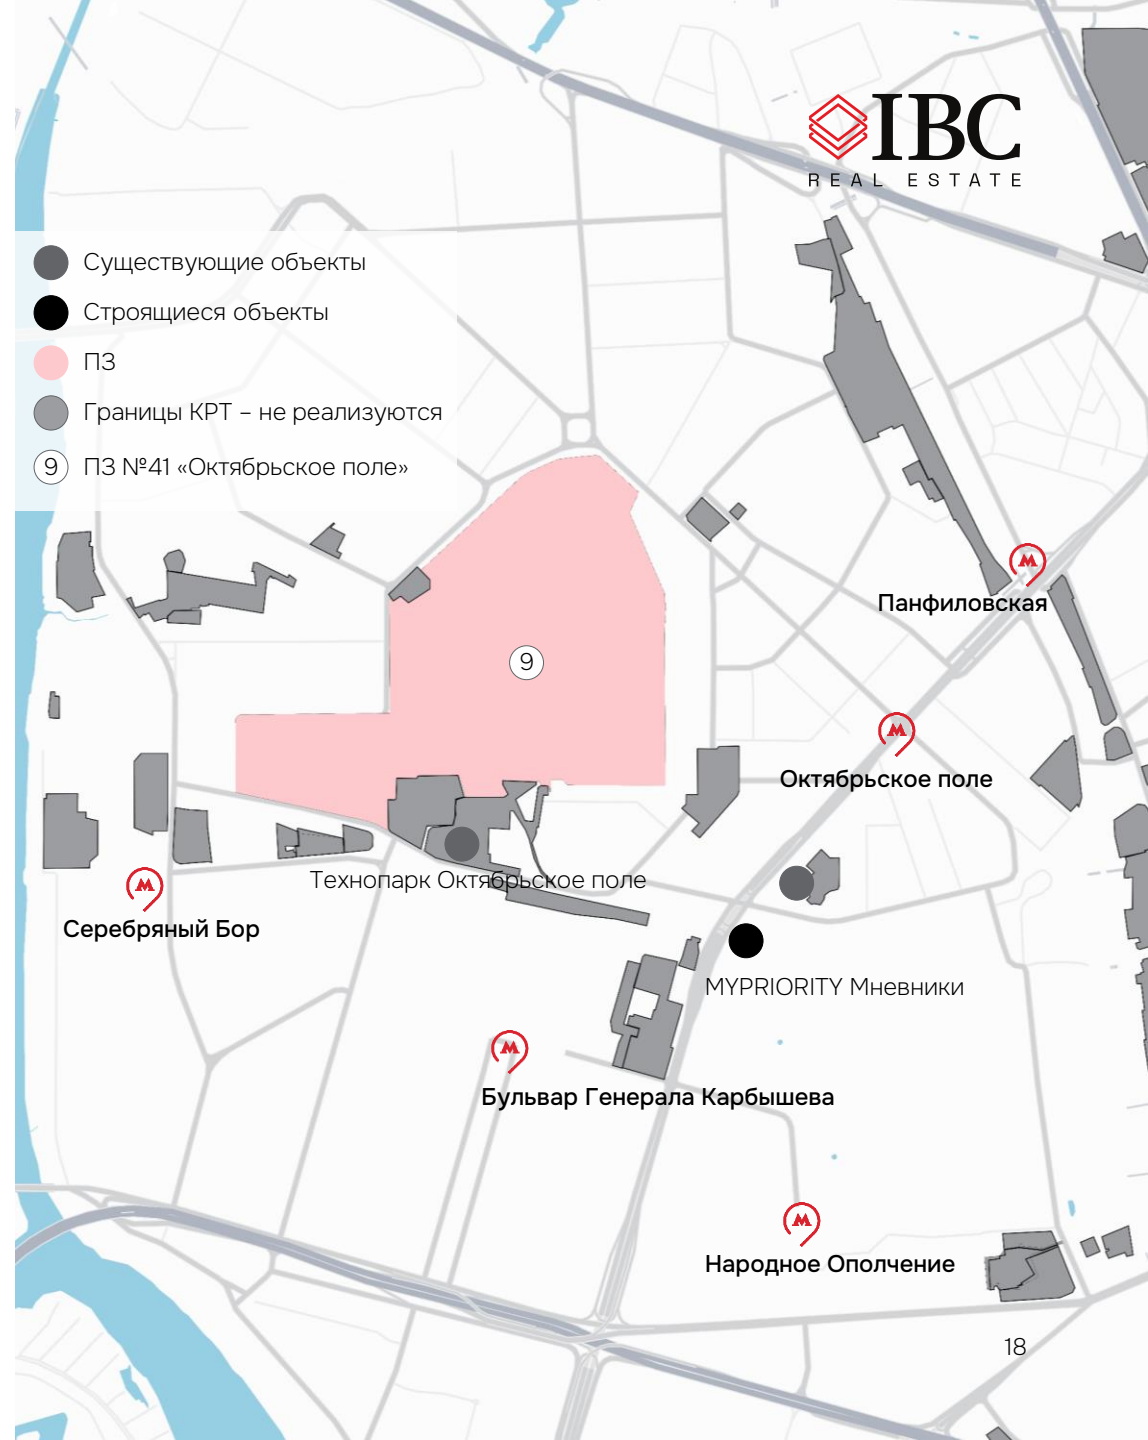 IBC
REAL ESTATE
Существующие объекты
Строящиеся объекты
ПЗ
Границы КРТ – не реализуются
9 ПЗ №41 «Октябрьское поле»
Панфиловская
9
Октябрьское поле
Технопарк Октябрьское поле
Серебряный Бор
MYPRIORITY Мневники
Бульвар Генерала Карбышева
Народное Ополчение
18